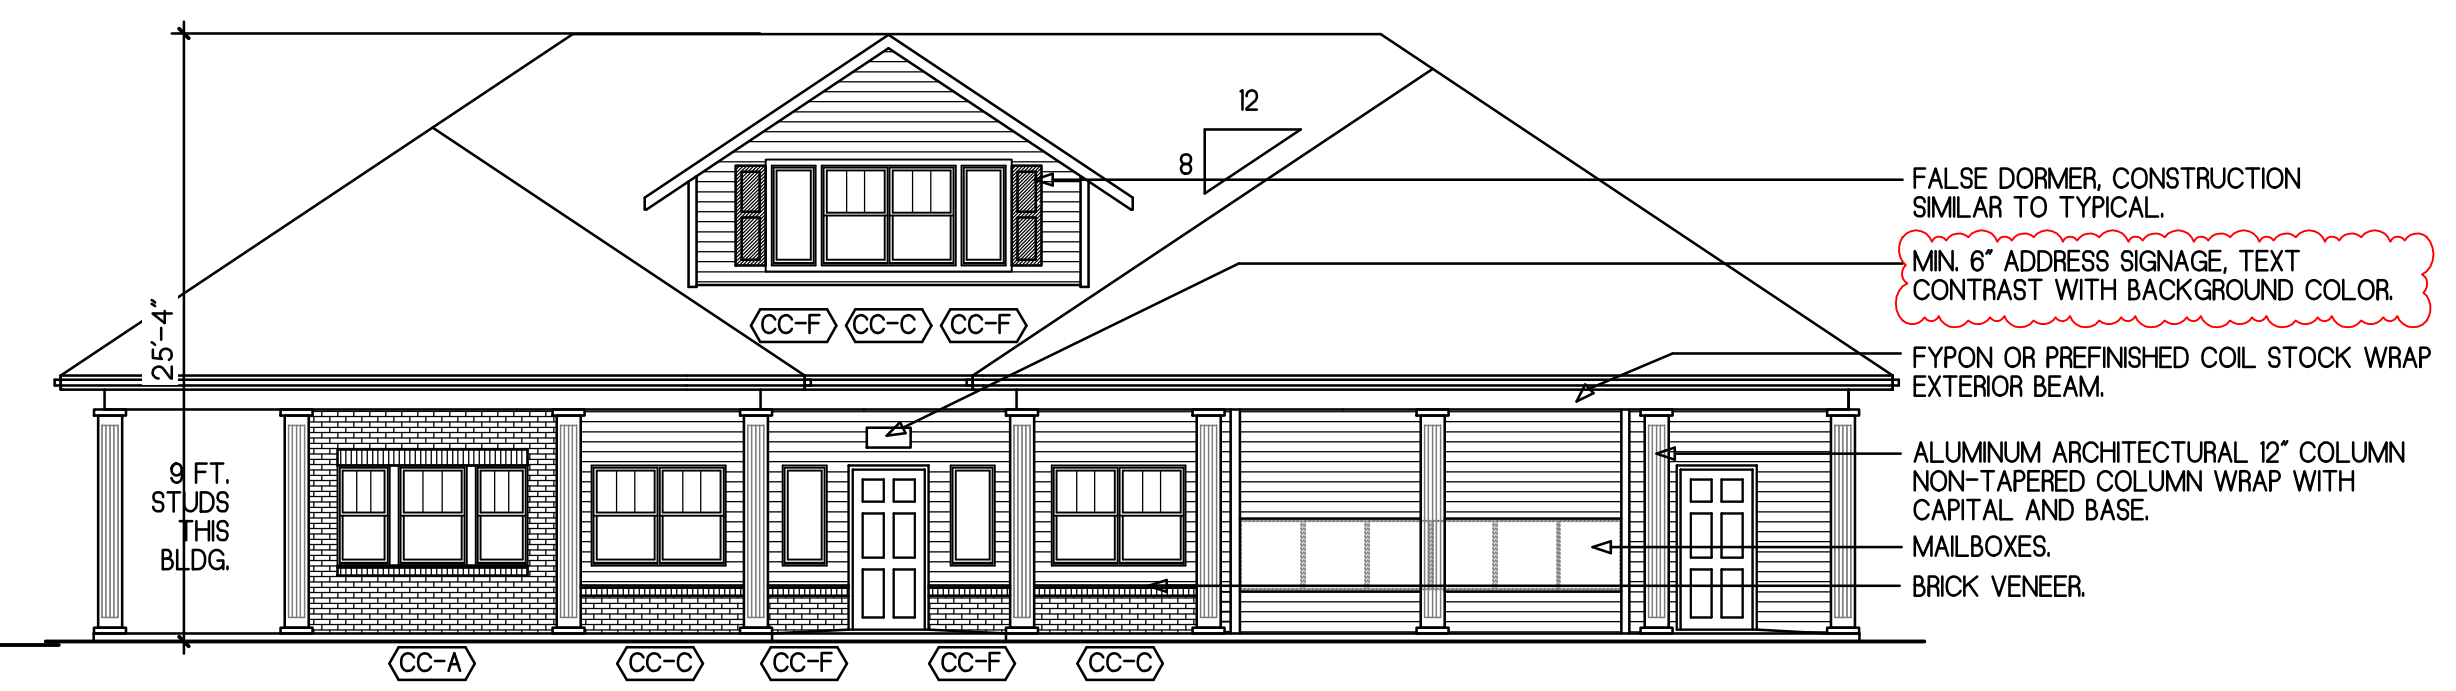 12
8
FALSE DORMER, CONSTRUCTION
SIMILAR TO TYPICAL.
MIN. 6" ADDRESS SIGNAGE, TEXT
CONTRAST WITH BACKGROUND COLOR.
25'-4"
CC-F CC-C CC-F
FYPON OR PREFINISHED COIL STOCK WRAP
EXTERIOR BEAM.
9 FT.
STUDS
THIS
BLDG.
ALUMINUM ARCHITECTURAL 12" COLUMN
NON-TAPERED COLUMN WRAP WITH
CAPITAL AND BASE.
MAILBOXES.
BRICK VENEER.
CC-A CC-C CC-F CC-F CC-C